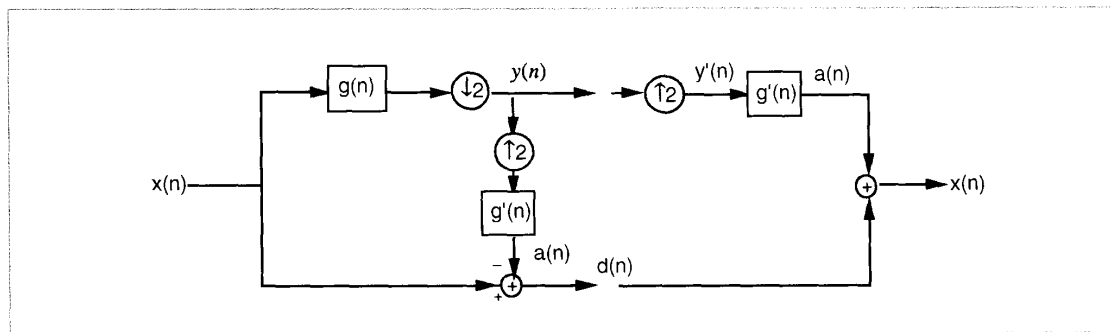 g(n) ↓2 y(n) ↑2 y'(n) g'(n) a(n)
↑2
x(n) + x(n)
g'(n)
− a(n) d(n)
+ +